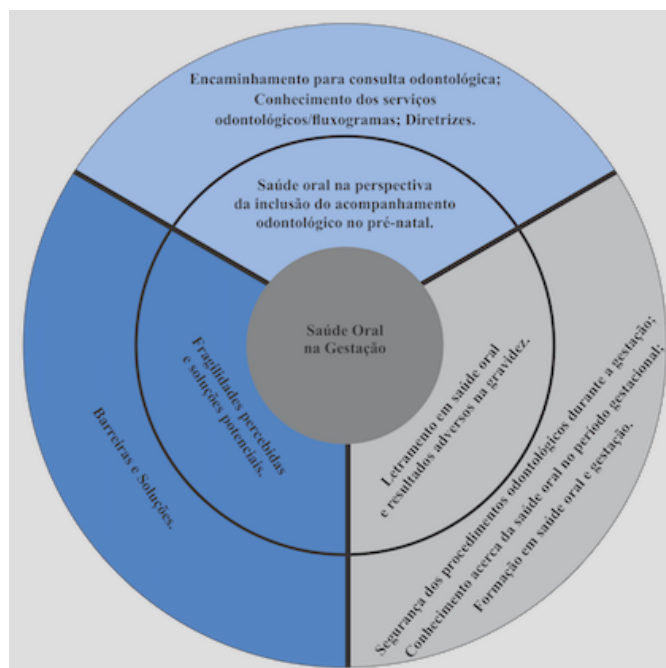 Encaminhamento para consulta odontológica;
Conhecimento dos serviços
odontológicos/fluxogramas; Diretrizes.
Saúde oral na perspectiva
da inclusão do acompanhamento
odontológico no pré-natal.
Saúde Oral
na Gestação
Fragilidades percebidas
e soluções potenciais.
Barreiras e Soluções.
Letramento em saúde oral
e resultados adversos na gravidez.
Segurança dos procedimentos odontológicos durante a gestação;
Conhecimento acerca da saúde oral no período gestacional;
Formação em saúde oral e gestação.